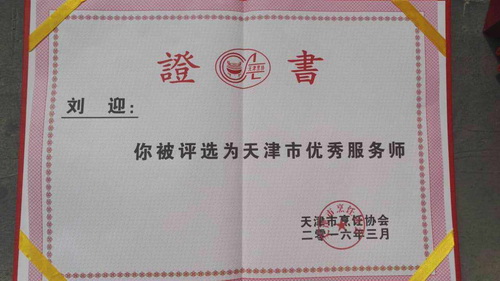 證書
刘迎:
你被评选为天津市优秀服务师
天津市烹饪协会
二零一六年三月